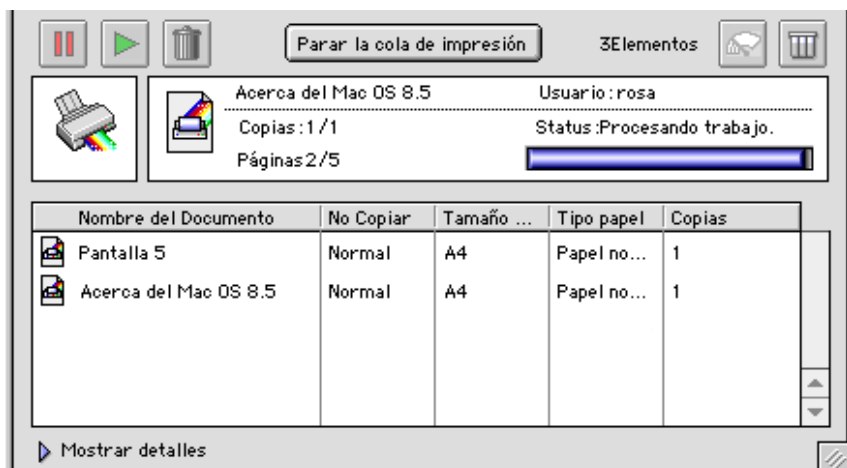 Parar la cola de impresión 3Elementos
Acerca del Mac OS 8.5 Usuario:rosa
Copias:1/1 Status:Procesando trabajo.
Páginas2/5
Nombre del Documento No Copiar Tamaño ... Tipo papel Copias
Pantalla 5 Normal A4 Papel no... 1
Acerca del Mac OS 8.5 Normal A4 Papel no... 1
Mostrar detalles